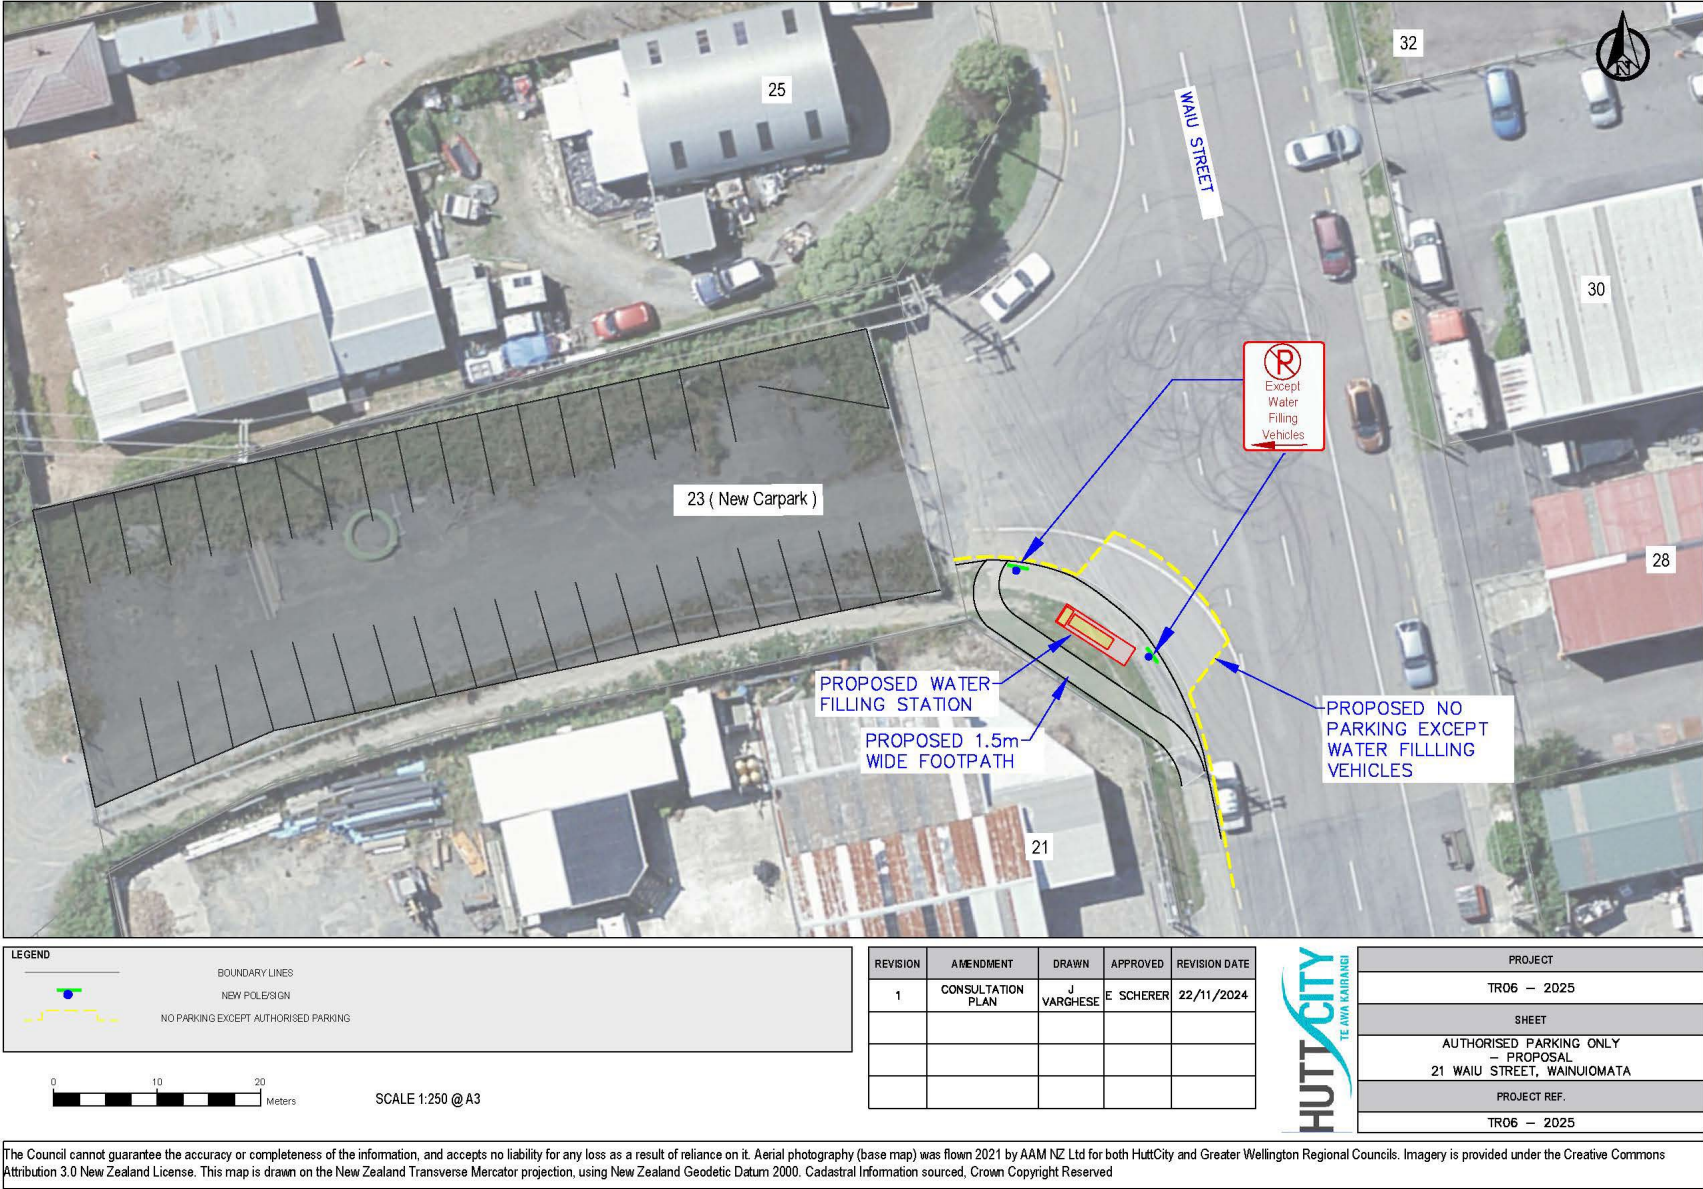 32
N
25
WAIU STREET
30
P
Except
Water
Filling
Vehicles
23 ( New Carpark )
28
PROPOSED WATER
FILLING STATION
PROPOSED 1.5m
WIDE FOOTPATH
PROPOSED NO
PARKING EXCEPT
WATER FILLLING
VEHICLES
21
LEGEND
BOUNDARY LINES
NEW POLE/SIGN
NO PARKING EXCEPT AUTHORISED PARKING
0 10 20
Meters
SCALE 1:250 @ A3
REVISION AMENDMENT DRAWN APPROVED REVISION DATE
1 CONSULTATION PLAN J VARGHESE E SCHERER 22/11/2024
HUTT CITY
TE AWA KAIRANGI
PROJECT
TR06 – 2025
SHEET
AUTHORISED PARKING ONLY
– PROPOSAL
21 WAIU STREET, WAINUIOMATA
PROJECT REF.
TR06 – 2025
The Council cannot guarantee the accuracy or completeness of the information, and accepts no liability for any loss as a result of reliance on it. Aerial photography (base map) was flown 2021 by AAM NZ Ltd for both HuttCity and Greater Wellington Regional Councils. Imagery is provided under the Creative Commons
Attribution 3.0 New Zealand License. This map is drawn on the New Zealand Transverse Mercator projection, using New Zealand Geodetic Datum 2000. Cadastral Information sourced, Crown Copyright Reserved